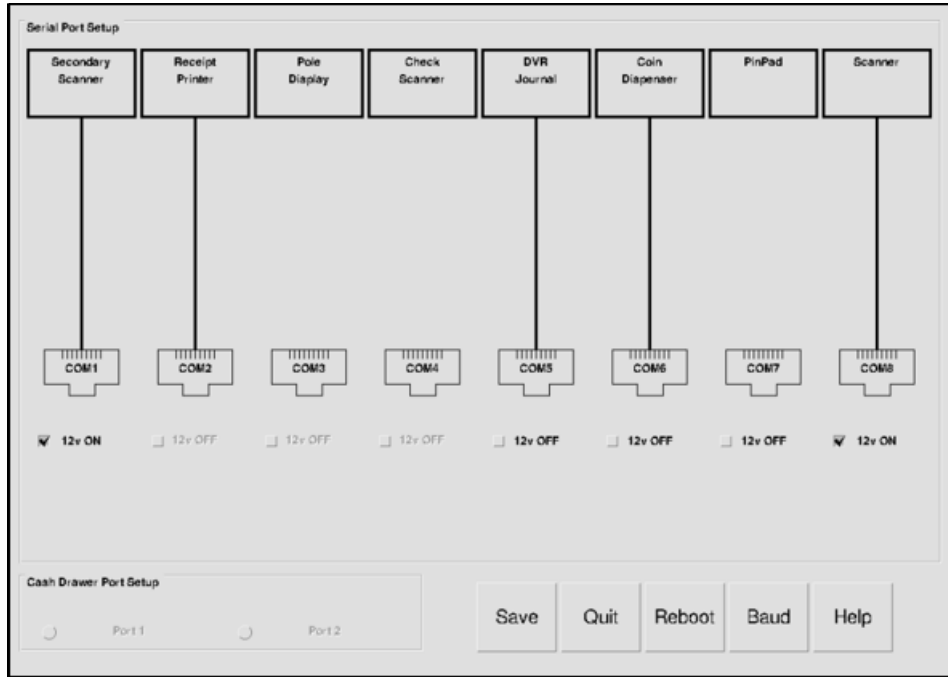 Serial Port Setup
Secondary
Scanner
Receipt
Printer
Pole
Display
Check
Scanner
DVR
Journal
Coin
Dispenser
PinPad
Scanner
COM1
COM2
COM3
COM4
COM5
COM6
COM7
COM8
12v ON
12v OFF
12v OFF
12v OFF
12v OFF
12v OFF
12v OFF
12v ON
Cash Drawer Port Setup
Port 1
Port 2
Save
Quit
Reboot
Baud
Help